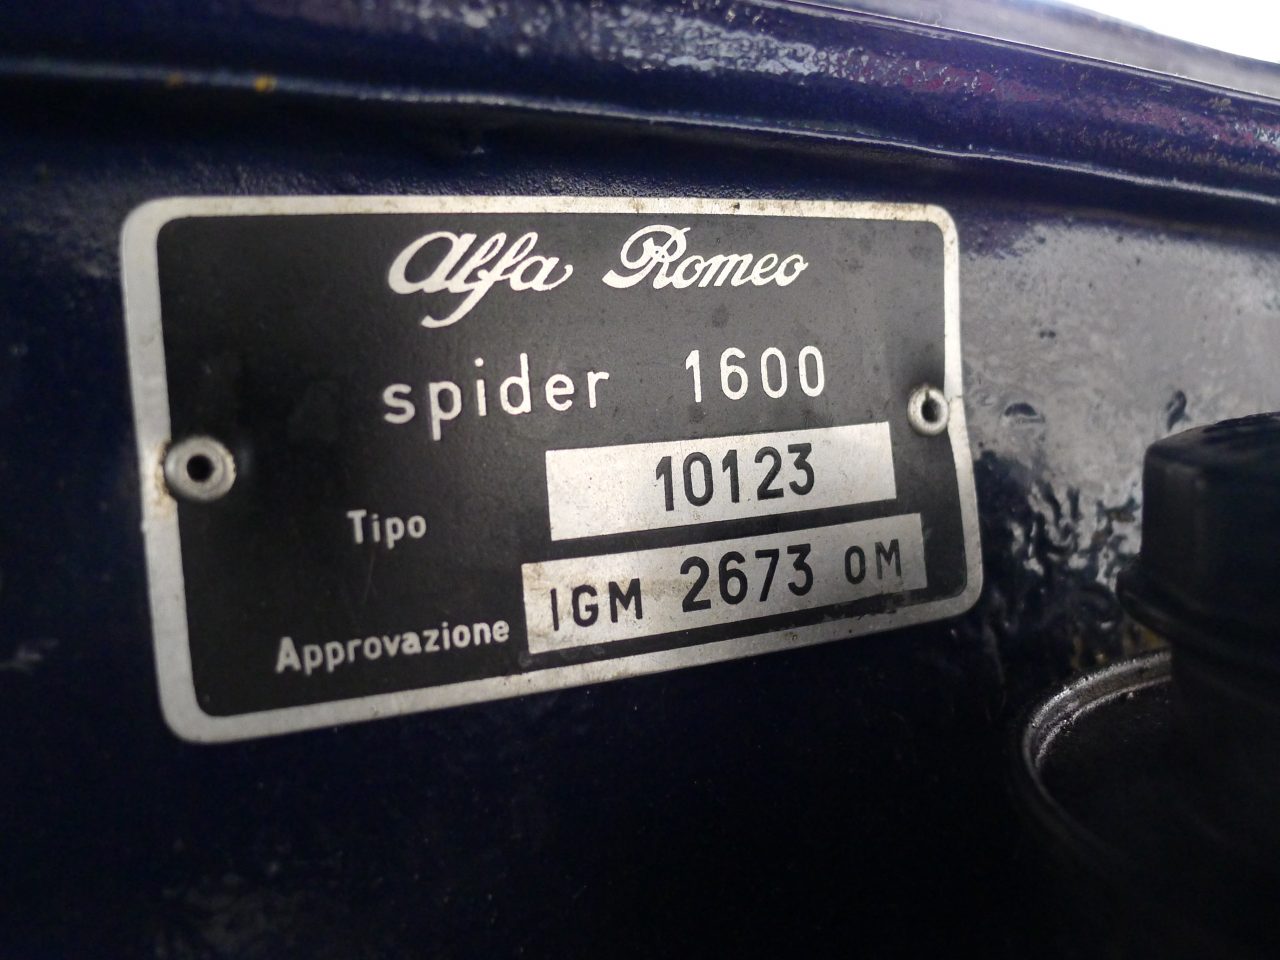 Alfa Romeo
spider 1600
Tipo 10123
Approvazione IGM 2673 OM